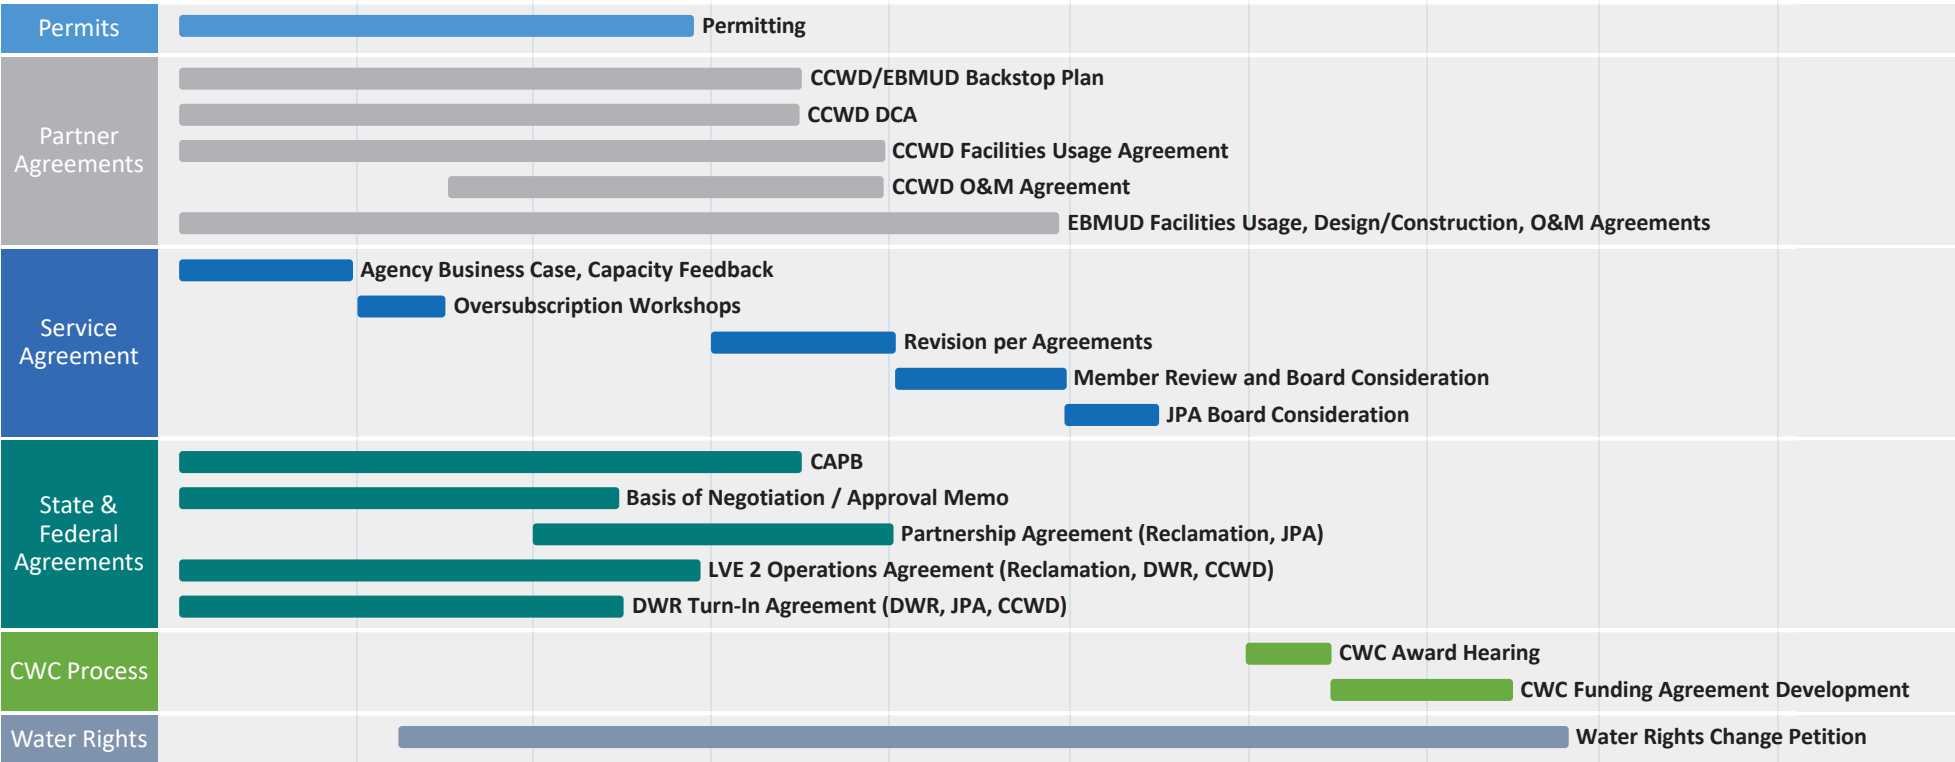 Permits
Permitting
Partner
Agreements
CCWD/EBMUD Backstop Plan
CCWD DCA
CCWD Facilities Usage Agreement
CCWD O&M Agreement
EBMUD Facilities Usage, Design/Construction, O&M Agreements
Service
Agreement
Agency Business Case, Capacity Feedback
Oversubscription Workshops
Revision per Agreements
Member Review and Board Consideration
JPA Board Consideration
State &
Federal
Agreements
CAPB
Basis of Negotiation / Approval Memo
Partnership Agreement (Reclamation, JPA)
LVE 2 Operations Agreement (Reclamation, DWR, CCWD)
DWR Turn-In Agreement (DWR, JPA, CCWD)
CWC Process
CWC Award Hearing
CWC Funding Agreement Development
Water Rights
Water Rights Change Petition